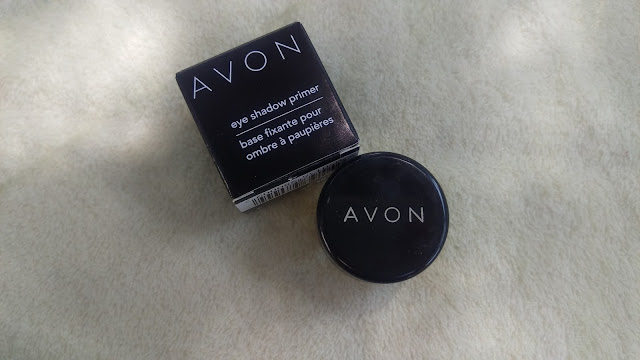 AVON
eye shadow primer
base fixante pour
ombre à paupières
AVON